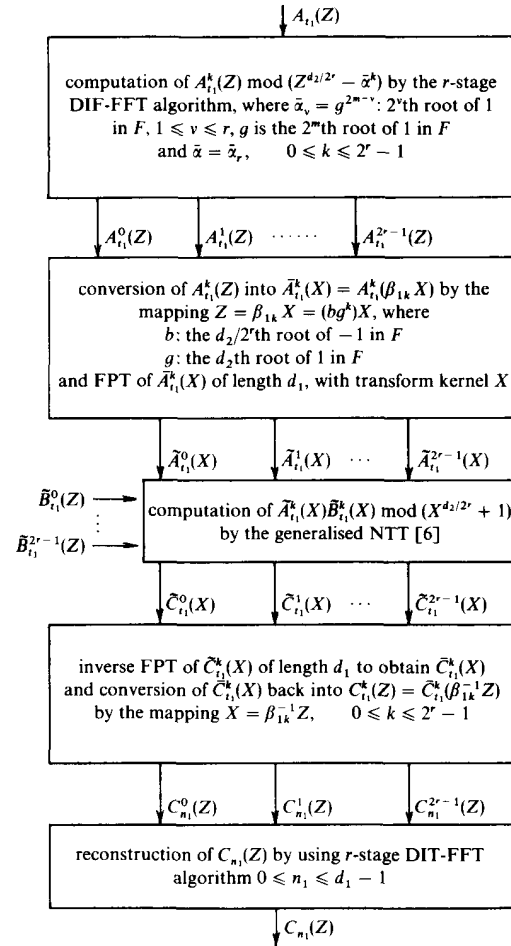 A_{t_1}(Z)
computation of A^k_{t_1}(Z) mod (Z^{d_2/2^r} − ᾱ^k) by the r-stage
DIF-FFT algorithm, where ᾱ_v = g^{2^{m−v}}: 2^vth root of 1
in F, 1 ⩽ v ⩽ r, g is the 2^mth root of 1 in F
and ᾱ = ᾱ_r, 0 ⩽ k ⩽ 2^r − 1
A^0_{t_1}(Z) A^1_{t_1}(Z) ······ A^{2^r−1}_{t_1}(Z)
conversion of A^k_{t_1}(Z) into Ā^k_{t_1}(X) = A^k_{t_1}(β_{1k} X) by the
mapping Z = β_{1k} X = (bg^k)X, where
b: the d_2/2^rth root of −1 in F
g: the d_2th root of 1 in F
and FPT of Ā^k_{t_1}(X) of length d_1, with transform kernel X
Ã^0_{t_1}(X) Ã^1_{t_1}(X) ··· Ã^{2^r−1}_{t_1}(X)
B̃^0_{t_1}(Z)
⋮
B̃^{2^r−1}_{t_1}(Z)
computation of Ã^k_{t_1}(X)B̃^k_{t_1}(X) mod (X^{d_2/2^r} + 1)
by the generalised NTT [6]
C̃^0_{t_1}(X) C̃^1_{t_1}(X) ··· C̃^{2^r−1}_{t_1}(X)
inverse FPT of C̃^k_{t_1}(X) of length d_1 to obtain C̄^k_{t_1}(X)
and conversion of C̄^k_{t_1}(X) back into C^k_{t_1}(Z) = C̄^k_{t_1}(β^{−1}_{1k} Z)
by the mapping X = β^{−1}_{1k} Z, 0 ⩽ k ⩽ 2^r − 1
C^0_{n_1}(Z) C^1_{n_1}(Z) C^{2^r−1}_{n_1}(Z)
reconstruction of C_{n_1}(Z) by using r-stage DIT-FFT
algorithm 0 ⩽ n_1 ⩽ d_1 − 1
C_{n_1}(Z)